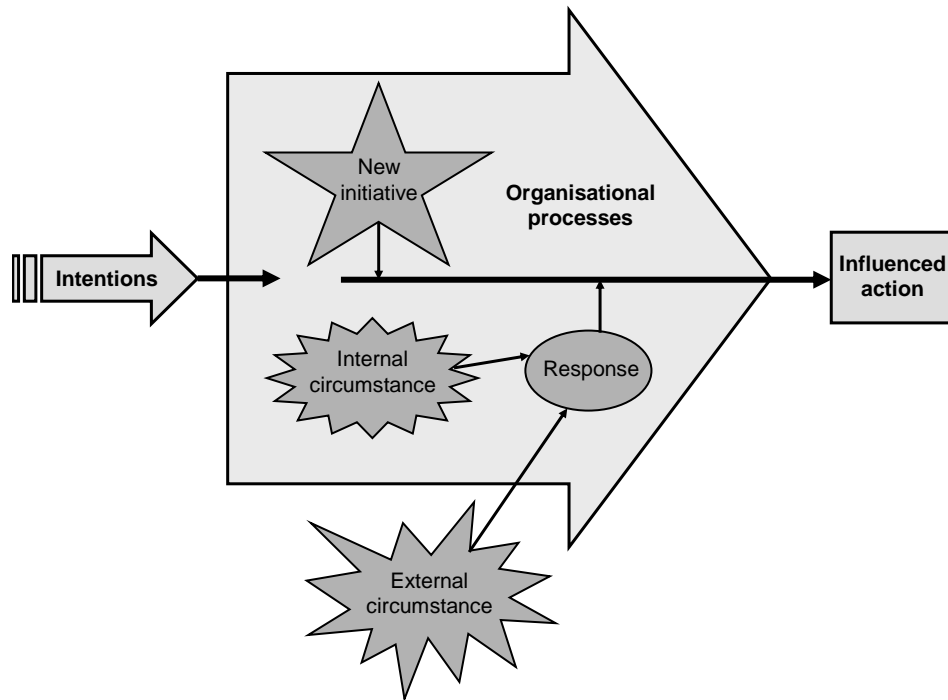 New
initiative
Organisational
processes
Intentions
Influenced
action
Internal
circumstance
Response
External
circumstance